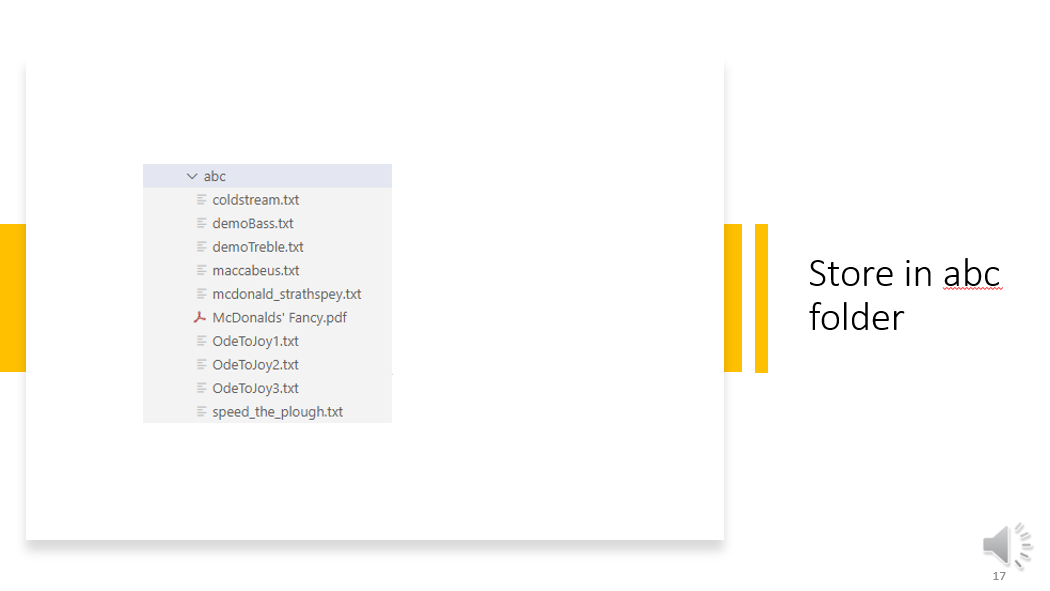 abc
coldstream.txt
demoBass.txt
demoTreble.txt
maccabeus.txt
mcdonald_strathspey.txt
McDonalds' Fancy.pdf
OdeToJoy1.txt
OdeToJoy2.txt
OdeToJoy3.txt
speed_the_plough.txt
Store in abc
folder
17